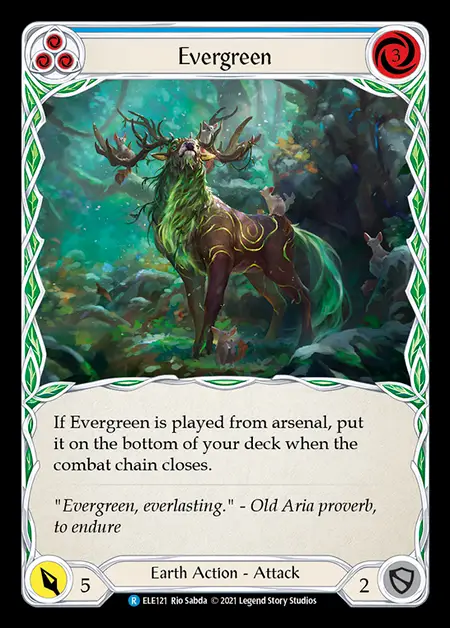 Evergreen
3
If Evergreen is played from arsenal, put
it on the bottom of your deck when the
combat chain closes.
"Evergreen, everlasting." - Old Aria proverb,
to endure
5
Earth Action - Attack
2
R ELE121 Rio Sabda © 2021 Legend Story Studios